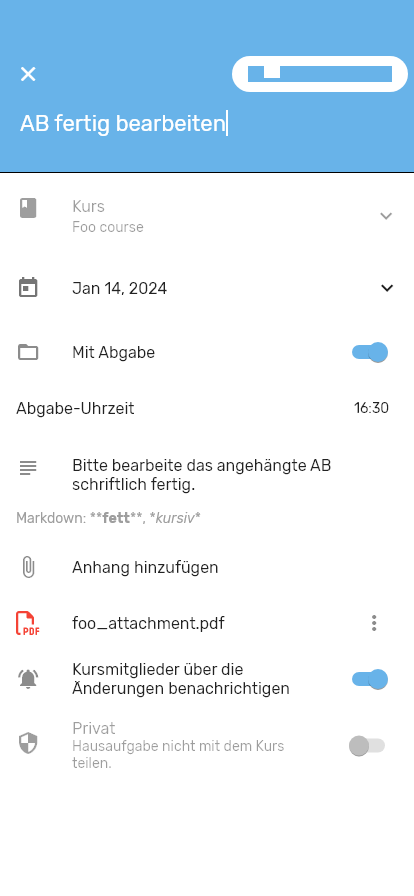 AB fertig bearbeiten
Kurs
Foo course
Jan 14, 2024
Mit Abgabe
Abgabe-Uhrzeit 16:30
Bitte bearbeite das angehängte AB
schriftlich fertig.
Markdown: **fett**, *kursiv*
Anhang hinzufügen
PDF foo_attachment.pdf
Kursmitglieder über die
Änderungen benachrichtigen
Privat
Hausaufgabe nicht mit dem Kurs
teilen.